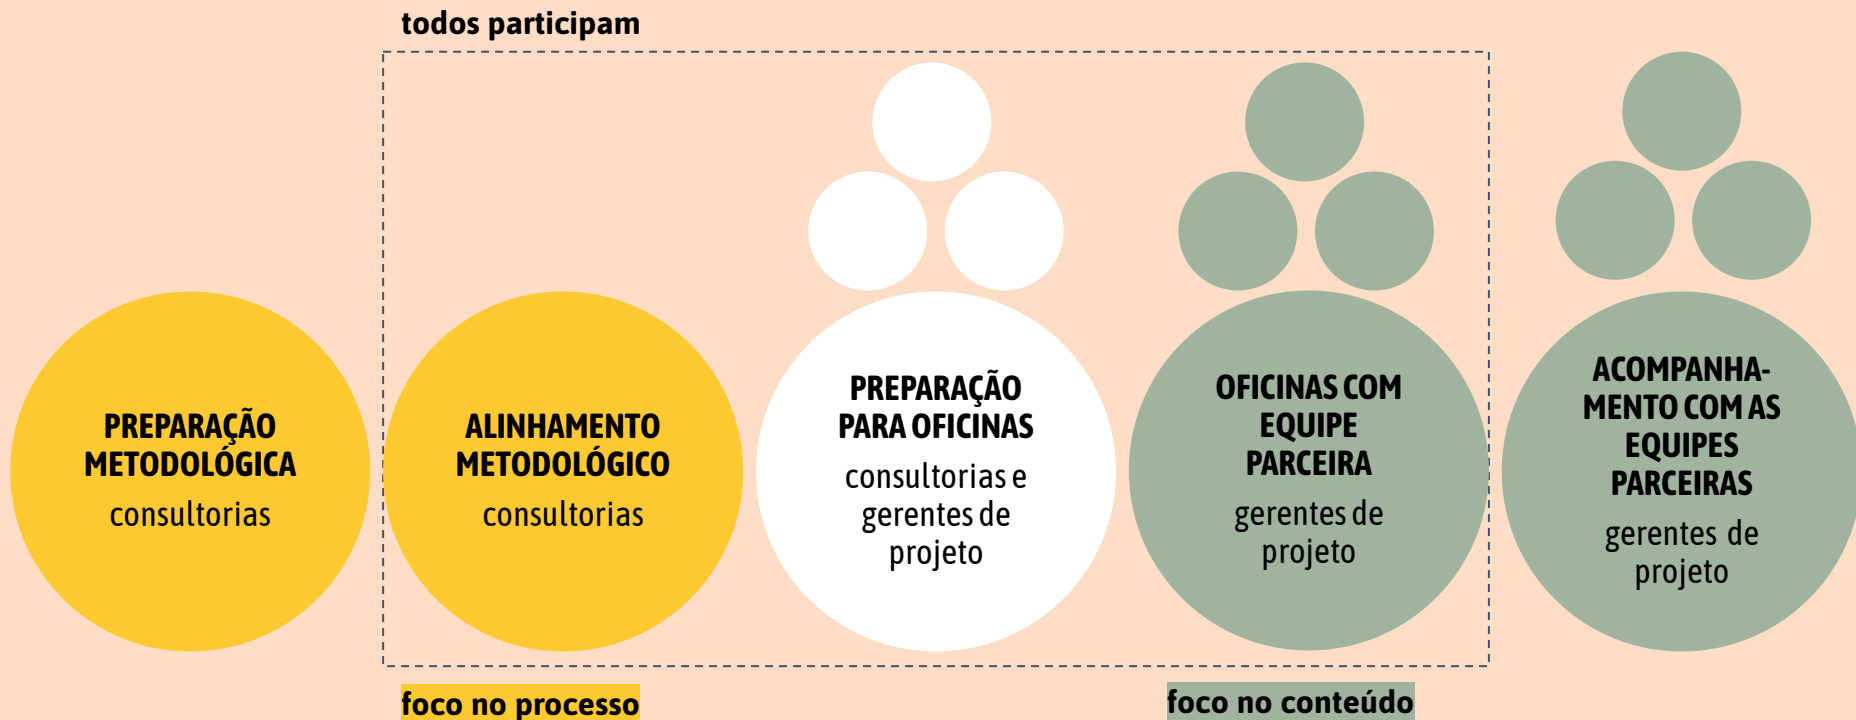 todos participam
PREPARAÇÃO
METODOLÓGICA
consultorias
ALINHAMENTO
METODOLÓGICO
consultorias
PREPARAÇÃO
PARA OFICINAS
consultorias e
gerentes de
projeto
OFICINAS COM
EQUIPE
PARCEIRA
gerentes de
projeto
ACOMPANHA-
MENTO COM AS
EQUIPES
PARCEIRAS
gerentes de
projeto
foco no processo
foco no conteúdo